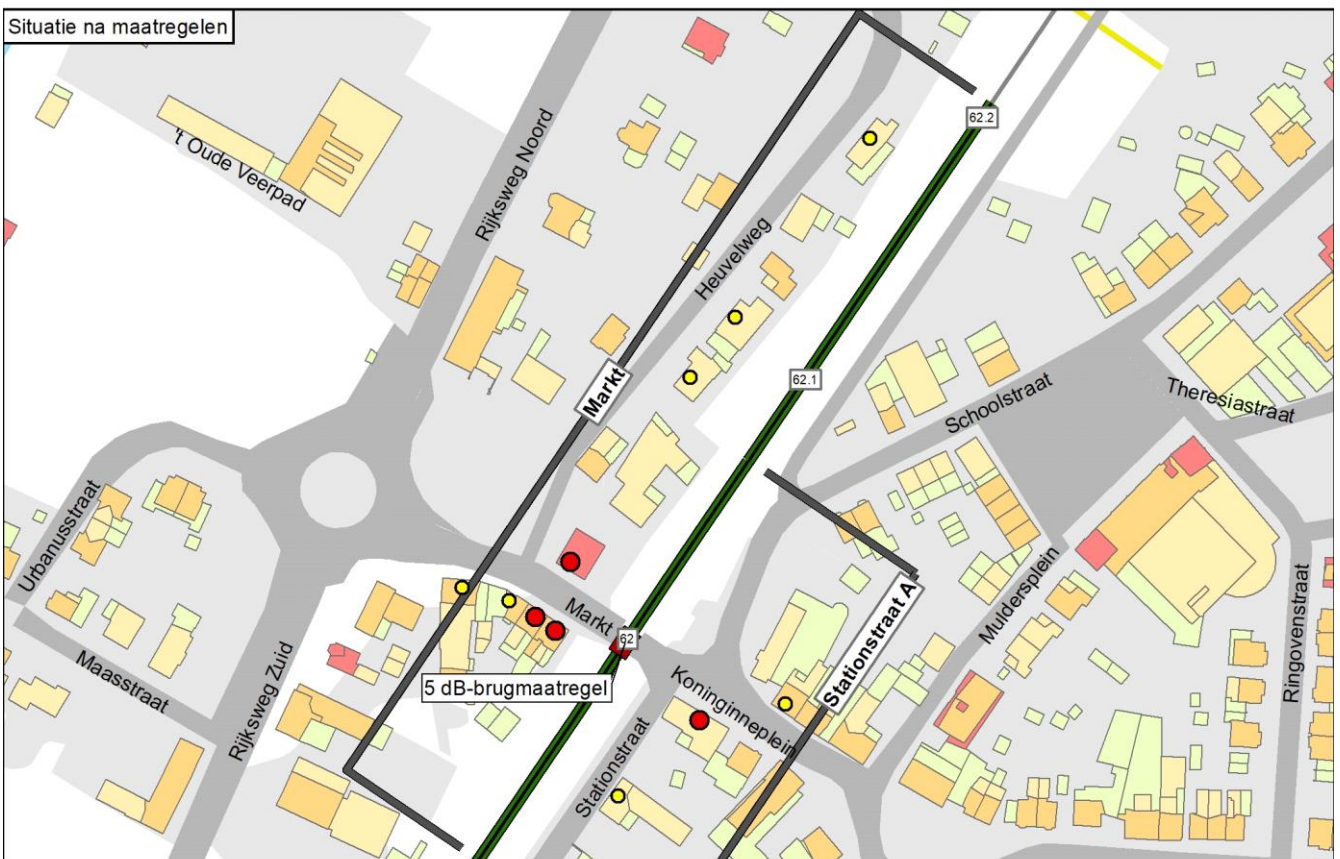 Situatie na maatregelen
't Oude Veerpad
Rijksweg Noord
62.2
Heuvelweg
Markt
62.1
Schoolstraat
Theresiastraat
Urbanusstraat
Maasstraat
Rijksweg Zuid
Markt
62
5 dB-brugmaatregel
Stationstraat
Koninginneplein
Stationstraat A
Muldersplein
Ringovenstraat